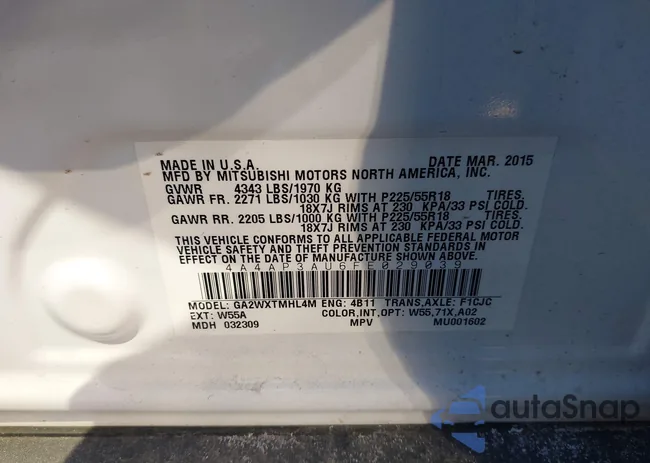 MADE IN U.S.A. DATE MAR. 2015
MFD BY MITSUBISHI MOTORS NORTH AMERICA, INC.
GVWR 4343 LBS/1970 KG
GAWR FR. 2271 LBS/1030 KG WITH P225/55R18 TIRES.
18X7J RIMS AT 230 KPA/33 PSI COLD.
GAWR RR. 2205 LBS/1000 KG WITH P225/55R18 TIRES.
18X7J RIMS AT 230 KPA/33 PSI COLD.
THIS VEHICLE CONFORMS TO ALL APPLICABLE FEDERAL MOTOR
VEHICLE SAFETY AND THEFT PREVENTION STANDARDS IN
EFFECT ON THE DATE OF MANUFACTURE SHOWN ABOVE.
4A4AP3AU6FE029039
MODEL: GA2WXTMHL4M ENG: 4B11 TRANS,AXLE: F1CJC
EXT: W55A COLOR,INT,OPT: W55,71X,A02
MDH 032309 MPV MU001602
autoSnap